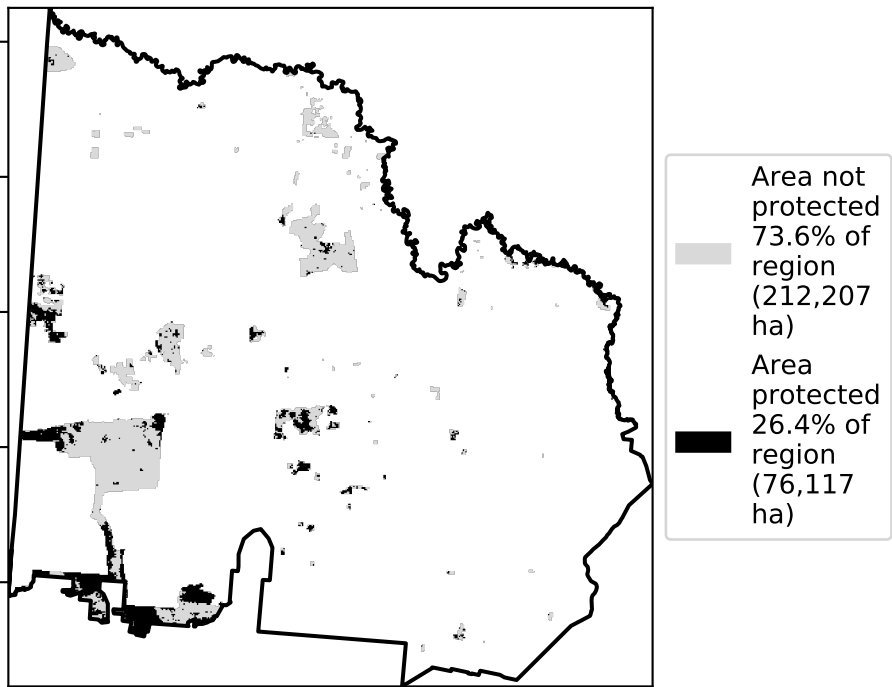 Area not
protected
73.6% of
region
(212,207
ha)
Area
protected
26.4% of
region
(76,117
ha)